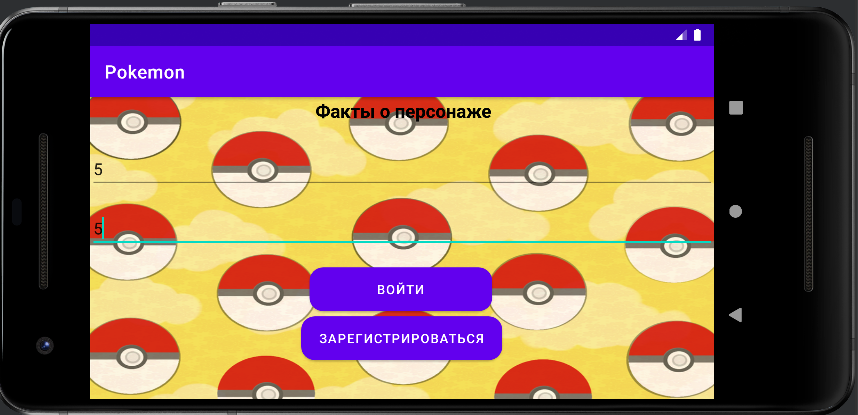 Pokemon
Факты о персонаже
5
5
ВОЙТИ
ЗАРЕГИСТРИРОВАТЬСЯ